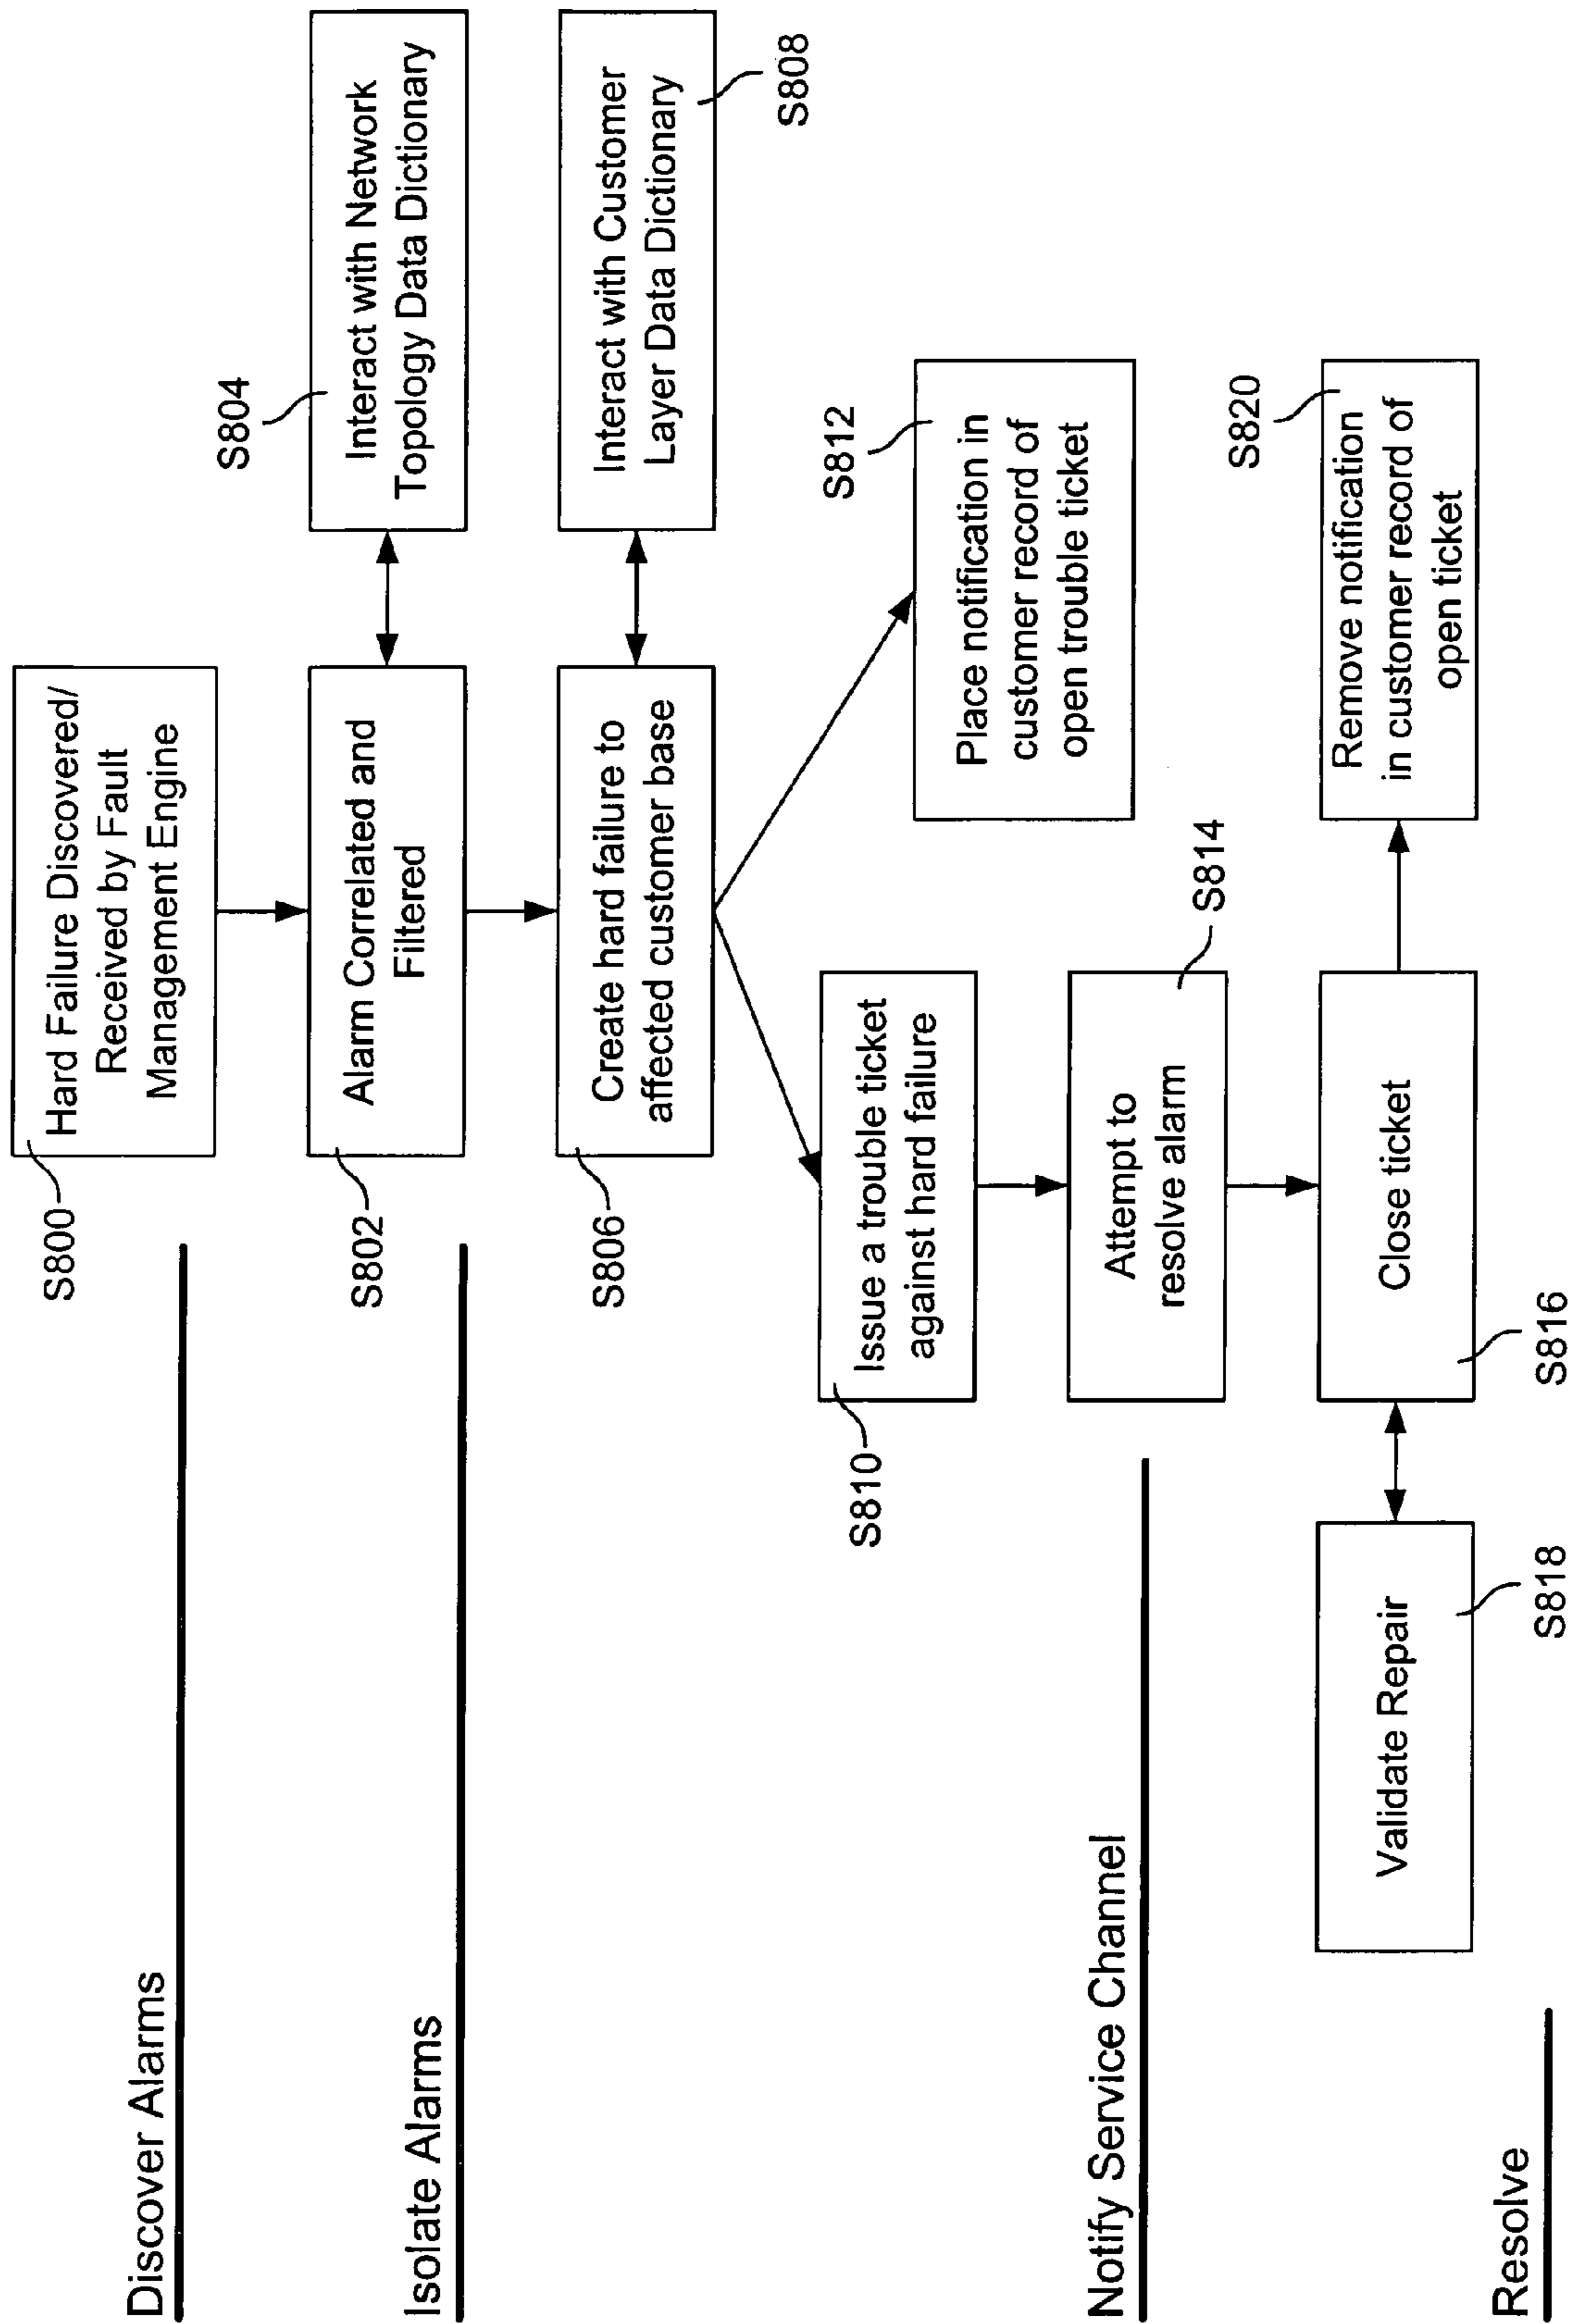 Discover Alarms
S800
Hard Failure Discovered/
Received by Fault
Management Engine
S804
Isolate Alarms
S802
Alarm Correlated and
Filtered
Interact with Network
Topology Data Dictionary
S806
Create hard failure to
affected customer base
Interact with Customer
Layer Data Dictionary
S808
S812
S810
Issue a trouble ticket
against hard failure
Place notification in
customer record of
open trouble ticket
Notify Service Channel
Attempt to
resolve alarm
S814
S820
Validate Repair
Close ticket
Remove notification
in customer record of
open ticket
Resolve
S818
S816